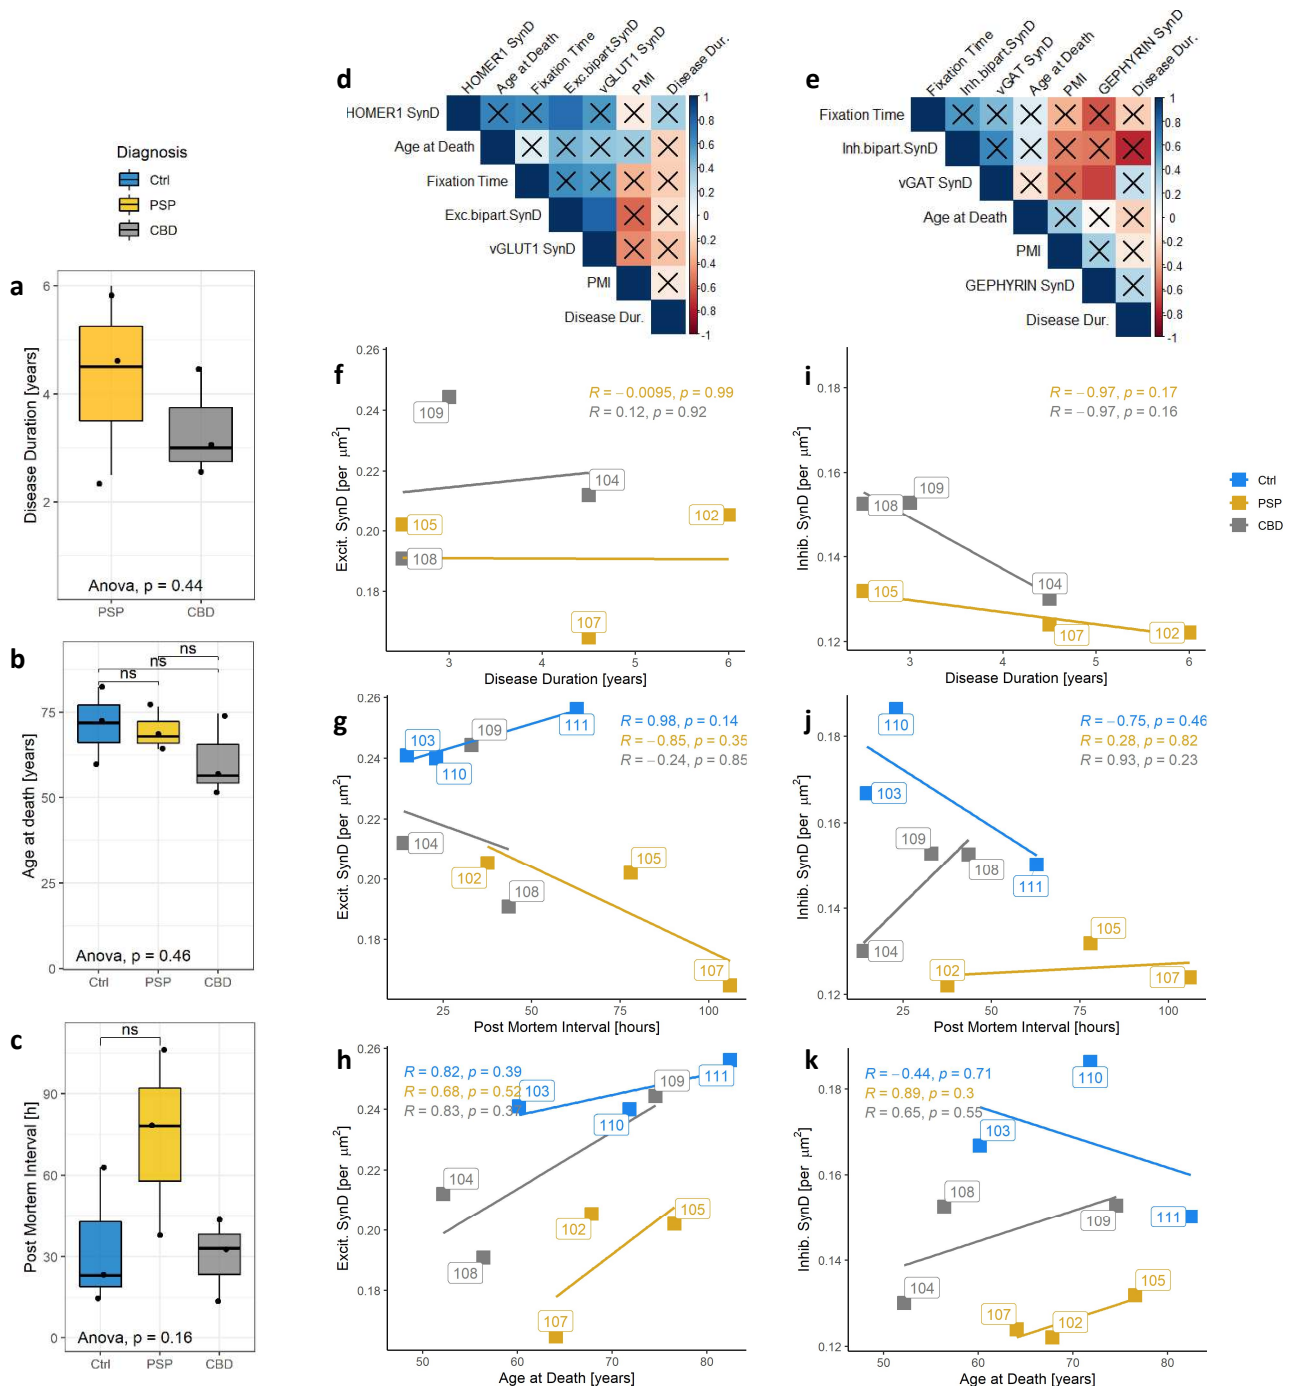 Diagnosis
Ctrl
PSP
CBD
a
6
4
2
Disease Duration [years]
Anova, p = 0.44
PSP
CBD
b
ns
ns
ns
75
50
25
0
Age at death [years]
Anova, p = 0.46
Ctrl
PSP
CBD
c
ns
90
60
30
0
Post Mortem Interval [h]
Anova, p = 0.16
Ctrl
PSP
CBD
d
HOMER1 SynD
Age at Death
Fixation Time
Exc.bipart.SynD
vGLUT1 SynD
PMI
Disease Dur.
HOMER1 SynD
Age at Death
Fixation Time
Exc.bipart.SynD
vGLUT1 SynD
PMI
Disease Dur.
1
0.8
0.6
0.4
0.2
0
-0.2
-0.4
-0.6
-0.8
-1
e
Fixation Time
Inh.bipart.SynD
vGAT SynD
Age at Death
PMI
GEPHYRIN SynD
Disease Dur.
Fixation Time
Inh.bipart.SynD
vGAT SynD
Age at Death
PMI
GEPHYRIN SynD
Disease Dur.
1
0.8
0.6
0.4
0.2
0
-0.2
-0.4
-0.6
-0.8
-1
f
0.26
0.24
0.22
0.20
0.18
Excit. SynD [per µm²]
R = −0.0095, p = 0.99
R = 0.12, p = 0.92
109
104
105
102
108
107
3
4
5
6
Disease Duration [years]
i
0.18
0.16
0.14
0.12
Inhib. SynD [per µm²]
R = −0.97, p = 0.17
R = −0.97, p = 0.16
109
108
104
105
107
102
3
4
5
6
Disease Duration [years]
Ctrl
PSP
CBD
g
0.26
0.24
0.22
0.20
0.18
Excit. SynD [per µm²]
R = 0.98, p = 0.14
R = −0.85, p = 0.35
R = −0.24, p = 0.85
103
109
111
110
104
102
105
108
107
25
50
75
100
Post Mortem Interval [hours]
j
0.18
0.16
0.14
0.12
Inhib. SynD [per µm²]
R = −0.75, p = 0.46
R = 0.28, p = 0.82
R = 0.93, p = 0.23
110
103
109
108
111
104
105
102
107
25
50
75
100
Post Mortem Interval [hours]
h
0.26
0.24
0.22
0.20
0.18
Excit. SynD [per µm²]
R = 0.82, p = 0.39
R = 0.68, p = 0.52
R = 0.83, p = 0.3
103
109
111
110
104
102
105
108
107
50
60
70
80
Age at Death [years]
k
0.18
0.16
0.14
0.12
Inhib. SynD [per µm²]
R = −0.44, p = 0.71
R = 0.89, p = 0.3
R = 0.65, p = 0.55
110
103
108
109
111
104
105
107
102
50
60
70
80
Age at Death [years]